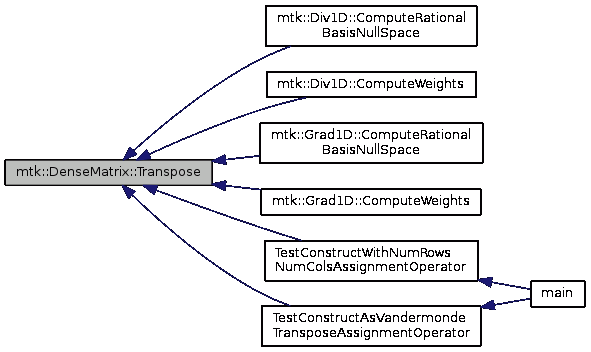 mtk::Div1D::ComputeRational
BasisNullSpace
mtk::Div1D::ComputeWeights
mtk::Grad1D::ComputeRational
BasisNullSpace
mtk::DenseMatrix::Transpose
mtk::Grad1D::ComputeWeights
TestConstructWithNumRows
NumColsAssignmentOperator
main
TestConstructAsVandermonde
TransposeAssignmentOperator